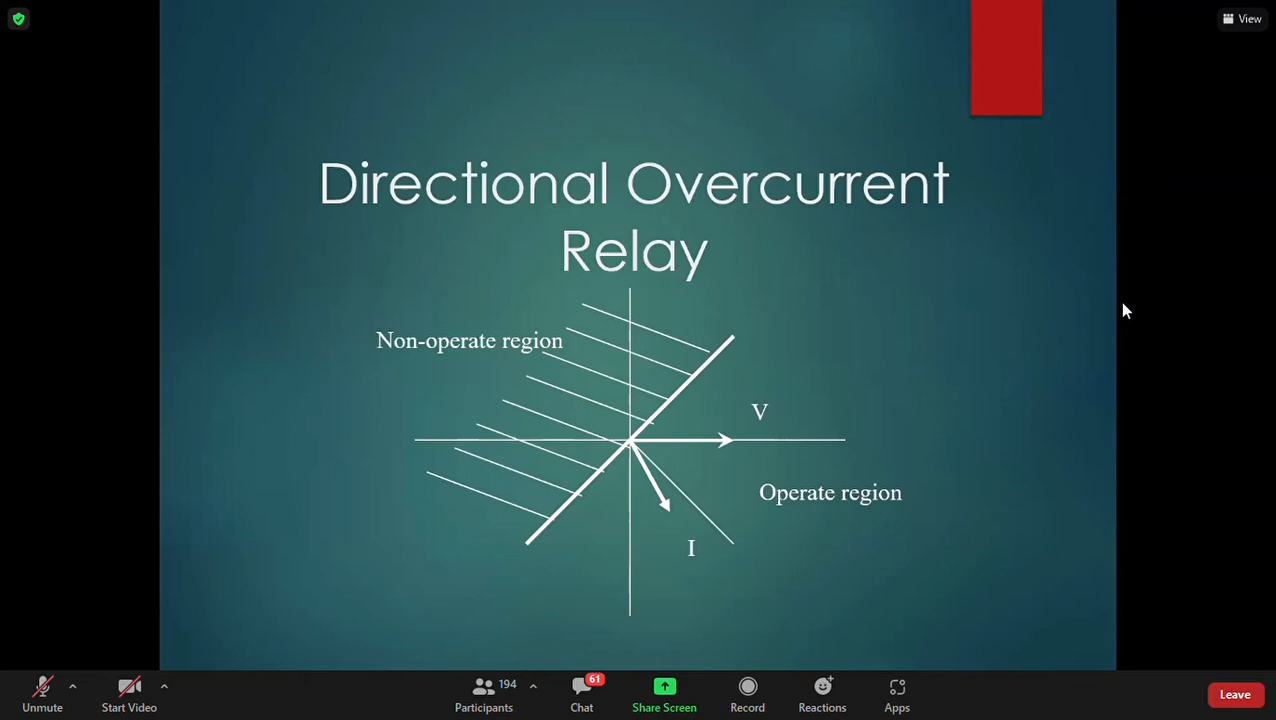 View
Directional Overcurrent
Relay
Non-operate region
V
Operate region
I
61
194
Unmute
Start Video
Participants
Chat
Share Screen
Record
Reactions
Apps
Leave